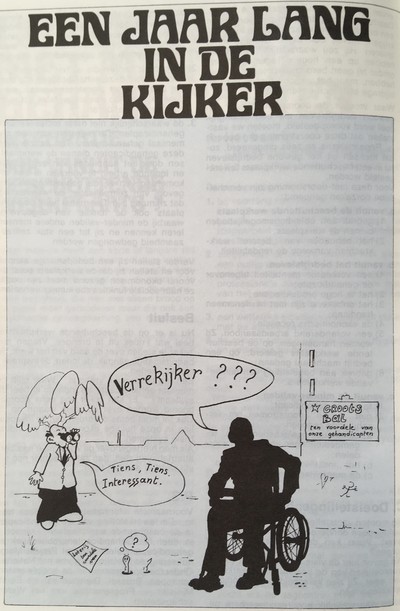 EEN JAAR LANG
IN DE
KIJKER
Verrekijker ???
☆ GROOTS
BAL
ten voordele van
onze gehandicapten
Tiens, Tiens.
Interessant.
?